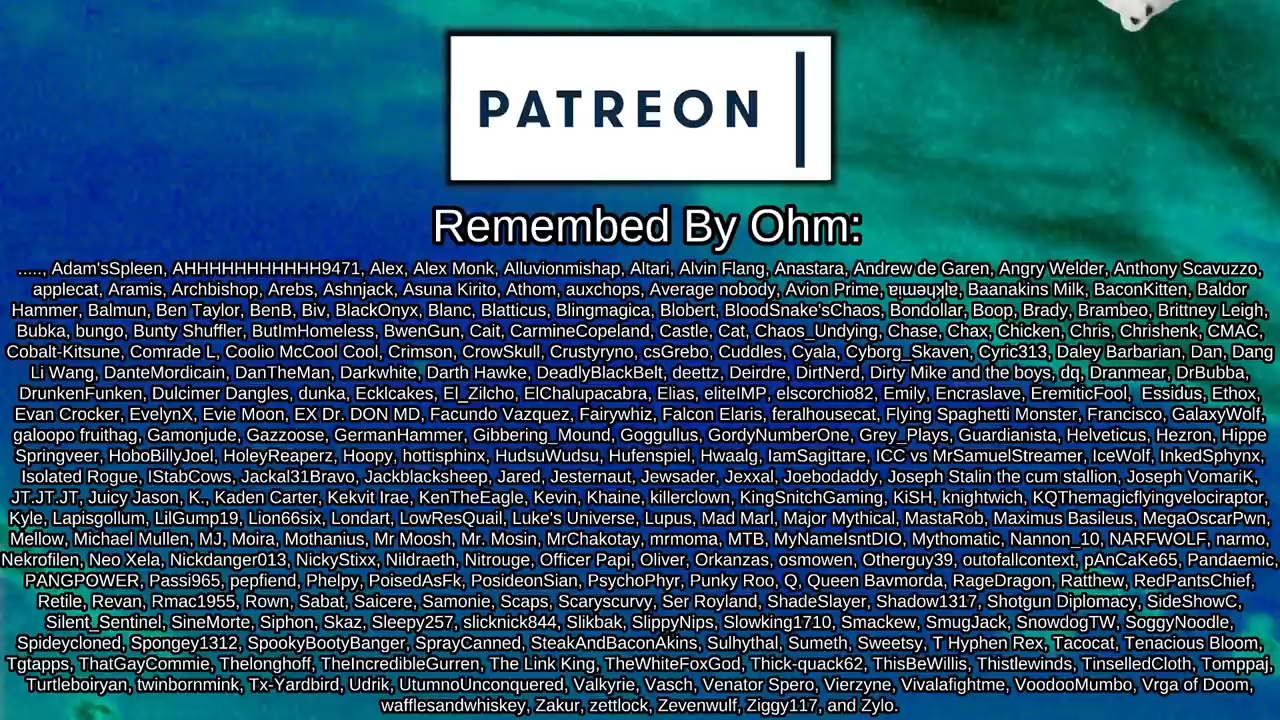 PATREON
Remembed By Ohm:
....., Adam'sSpleen, AHHHHHHHHHHH9471, Alex, Alex Monk, Alluvionmishap, Altari, Alvin Flang, Anastara, Andrew de Garen, Angry Welder, Anthony Scavuzzo,
applecat, Aramis, Archbishop, Arebs, Ashnjack, Asuna Kirito, Athom, auxchops, Average nobody, Avion Prime, ɐıɯǝuʞlɐ, Baanakins Milk, BaconKitten, Baldor
Hammer, Balmun, Ben Taylor, BenB, Biv, BlackOnyx, Blanc, Blatticus, Blingmagica, Blobert, BloodSnake'sChaos, Bondollar, Boop, Brady, Brambeo, Brittney Leigh,
Bubka, bungo, Bunty Shuffler, ButImHomeless, BwenGun, Cait, CarmineCopeland, Castle, Cat, Chaos_Undying, Chase, Chax, Chicken, Chris, Chrishenk, CMAC,
Cobalt-Kitsune, Comrade L, Coolio McCool Cool, Crimson, CrowSkull, Crustyryno, csGrebo, Cuddles, Cyala, Cyborg_Skaven, Cyric313, Daley Barbarian, Dan, Dang
Li Wang, DanteMordicain, DanTheMan, Darkwhite, Darth Hawke, DeadlyBlackBelt, deettz, Deirdre, DirtNerd, Dirty Mike and the boys, dq, Dranmear, DrBubba,
DrunkenFunken, Dulcimer Dangles, dunka, Ecklcakes, El_Zilcho, ElChalupacabra, Elias, eliteIMP, elscorchio82, Emily, Encraslave, EremiticFool, Essidus, Ethox,
Evan Crocker, EvelynX, Evie Moon, EX Dr. DON MD, Facundo Vazquez, Fairywhiz, Falcon Elaris, feralhousecat, Flying Spaghetti Monster, Francisco, GalaxyWolf,
galoopo fruithag, Gamonjude, Gazzoose, GermanHammer, Gibbering_Mound, Goggullus, GordyNumberOne, Grey_Plays, Guardianista, Helveticus, Hezron, Hippe
Springveer, HoboBillyJoel, HoleyReaperz, Hoopy, hottisphinx, HudsuWudsu, Hufenspiel, Hwaalg, IamSagittare, ICC vs MrSamuelStreamer, IceWolf, InkedSphynx,
Isolated Rogue, IStabCows, Jackal31Bravo, Jackblacksheep, Jared, Jesternaut, Jewsader, Jexxal, Joebodaddy, Joseph Stalin the cum stallion, Joseph VomariK,
JT.JT.JT, Juicy Jason, K., Kaden Carter, Kekvit Irae, KenTheEagle, Kevin, Khaine, killerclown, KingSnitchGaming, KiSH, knightwich, KQThemagicflyingvelociraptor,
Kyle, Lapisgollum, LilGump19, Lion66six, Londart, LowResQuail, Luke's Universe, Lupus, Mad Marl, Major Mythical, MastaRob, Maximus Basileus, MegaOscarPwn,
Mellow, Michael Mullen, MJ, Moira, Mothanius, Mr Moosh, Mr. Mosin, MrChakotay, mrmoma, MTB, MyNameIsntDIO, Mythomatic, Nannon_10, NARFWOLF, narmo,
Nekrofilen, Neo Xela, Nickdanger013, NickyStixx, Nildraeth, Nitrouge, Officer Papi, Oliver, Orkanzas, osmowen, Otherguy39, outofallcontext, pAnCaKe65, Pandaemic,
PANGPOWER, Passi965, pepfiend, Phelpy, PoisedAsFk, PosideonSian, PsychoPhyr, Punky Roo, Q, Queen Bavmorda, RageDragon, Ratthew, RedPantsChief,
Retile, Revan, Rmac1955, Rown, Sabat, Saicere, Samonie, Scaps, Scaryscurvy, Ser Royland, ShadeSlayer, Shadow1317, Shotgun Diplomacy, SideShowC,
Silent_Sentinel, SineMorte, Siphon, Skaz, Sleepy257, slicknick844, Slikbak, SlippyNips, Slowking1710, Smackew, SmugJack, SnowdogTW, SoggyNoodle,
Spideycloned, Spongey1312, SpookyBootyBanger, SprayCanned, SteakAndBaconAkins, Sulhythal, Sumeth, Sweetsy, T Hyphen Rex, Tacocat, Tenacious Bloom,
Tgtapps, ThatGayCommie, Thelonghoff, TheIncredibleGurren, The Link King, TheWhiteFoxGod, Thick-quack62, ThisBeWillis, Thistlewinds, TinselledCloth, Tomppaj,
Turtleboiryan, twinbornmink, Tx-Yardbird, Udrik, UtumnoUnconquered, Valkyrie, Vasch, Venator Spero, Vierzyne, Vivalafightme, VoodooMumbo, Vrga of Doom,
wafflesandwhiskey, Zakur, zettlock, Zevenwulf, Ziggy117, and Zylo.